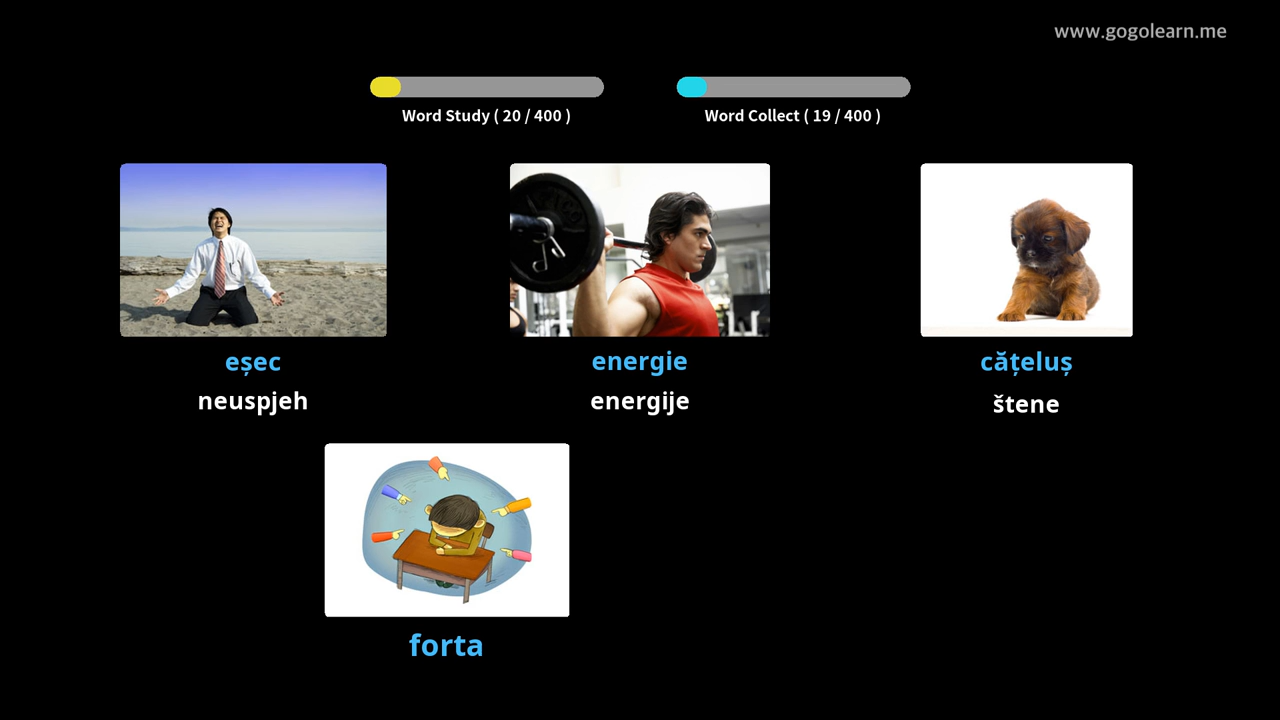 www.gogolearn.me
Word Study ( 20 / 400 )
Word Collect ( 19 / 400 )
eșec
energie
cățeluș
neuspjeh
energije
štene
forta